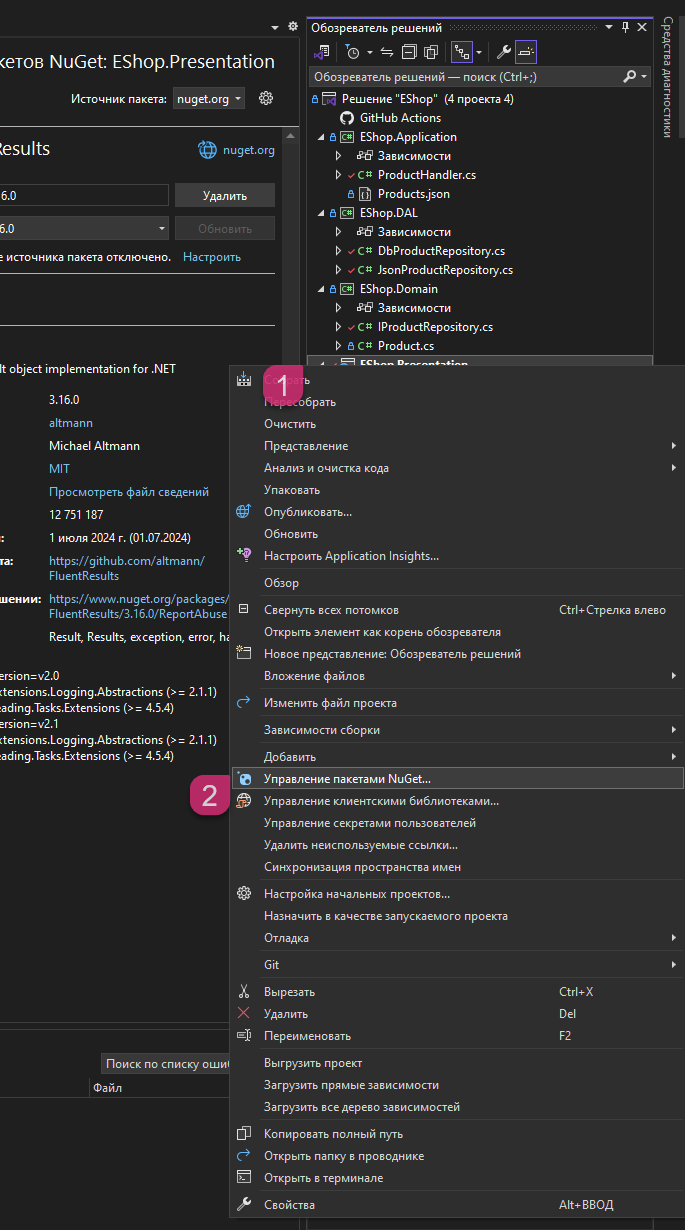 кетов NuGet: EShop.Presentation
Источник пакета: nuget.org
Results
nuget.org
6.0
Удалить
6.0
Обновить
е источника пакета отключено. Настроить
lt object implementation for .NET
3.16.0
altmann
Michael Altmann
MIT
Просмотреть файл сведений
12 751 187
и: 1 июля 2024 г. (01.07.2024)
та: https://github.com/altmann/
FluentResults
шении: https://www.nuget.org/packages/
FluentResults/3.16.0/ReportAbuse
Result, Results, exception, error, ha
ersion=v2.0
xtensions.Logging.Abstractions (>= 2.1.1)
eading.Tasks.Extensions (>= 4.5.4)
ersion=v2.1
xtensions.Logging.Abstractions (>= 2.1.1)
eading.Tasks.Extensions (>= 4.5.4)
Поиск по списку ошиб
Файл
Обозреватель решений
Обозреватель решений — поиск (Ctrl+;)
Решение "EShop" (4 проекта 4)
GitHub Actions
C# EShop.Application
Зависимости
C# ProductHandler.cs
Products.json
C# EShop.DAL
Зависимости
C# DbProductRepository.cs
C# JsonProductRepository.cs
C# EShop.Domain
Зависимости
C# IProductRepository.cs
C# Product.cs
EShop.Presentation
Средства диагностики
1
Собрать
Пересобрать
Очистить
Представление
Анализ и очистка кода
Упаковать
Опубликовать...
Обновить
Настроить Application Insights...
Обзор
Свернуть всех потомков Ctrl+Стрелка влево
Открыть элемент как корень обозревателя
Новое представление: Обозреватель решений
Вложение файлов
Изменить файл проекта
Зависимости сборки
Добавить
Управление пакетами NuGet...
2
Управление клиентскими библиотеками...
Управление секретами пользователей
Удалить неиспользуемые ссылки...
Синхронизация пространства имен
Настройка начальных проектов...
Назначить в качестве запускаемого проекта
Отладка
Git
Вырезать Ctrl+X
Удалить Del
Переименовать F2
Выгрузить проект
Загрузить прямые зависимости
Загрузить все дерево зависимостей
Копировать полный путь
Открыть папку в проводнике
Открыть в терминале
Свойства Alt+ВВОД